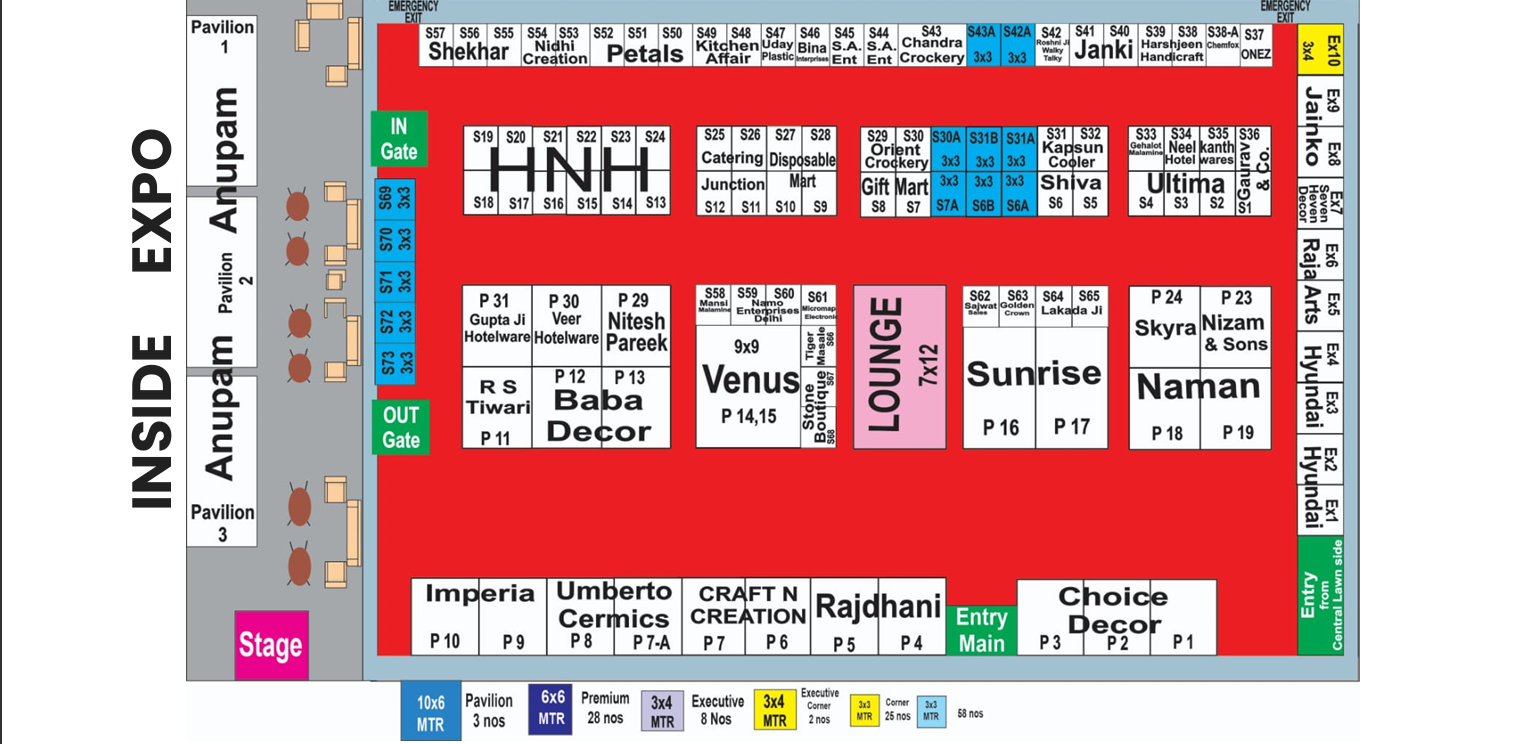 INSIDE EXPO
EMERGENCY
EXIT
EMERGENCY
EXIT
Pavilion
1
Anupam
Pavilion
2
Anupam
Anupam
Pavilion
3
Stage
IN
Gate
S69 3x3
S70 3x3
S71 3x3
S72 3x3
S73 3x3
OUT
Gate
S57 S56 S55
Shekhar
S54 S53
Nidhi
Creation
S52 S51 S50
Petals
S49 S48
Kitchen
Affair
S47
Uday
Plastic
S46
Bina
Interprises
S45
S.A.
Ent
S44
S.A.
Ent
S43
Chandra
Crockery
S43A
3x3
S42A
3x3
S42
Roshni Ji
Walky
Talky
S41 S40
Janki
S39 S38
Harshjeen
Handicraft
S38-A
Chemfox
S37
ONEZ
Ex10
3x4
Ex9
Jainko
Ex8
Ex7
Seven
Seven
Decor
Ex6
Raja Arts
Ex5
Ex4
Hyundai
Ex3
Ex2
Hyundai
Ex1
Entry
from
Central Lawn side
S19 S20 S21 S22 S23 S24
HNH
S18 S17 S16 S15 S14 S13
S25 S26 S27 S28
Catering Disposable
Junction Mart
S12 S11 S10 S9
S29 S30
Orient
Crockery
Gift Mart
S8 S7
S30A S31B S31A
3x3 3x3 3x3
3x3 3x3 3x3
S7A S6B S6A
S31 S32
Kapsun
Cooler
Shiva
S6 S5
S33
Gehalot
Malamine
S34
Neel
Hotel
S35
kanth
wares
S36
Gaurav
& Co.
S1
Ultima
S4 S3 S2
P 31
Gupta Ji
Hotelware
P 30
Veer
Hotelware
P 29
Nitesh
Pareek
R S
Tiwari
P 11
P 12 P 13
Baba
Decor
S58
Mansi
Malamine
S59 S60
Namo
Enterprises
Delhi
S61
Micromap
Electronic
9x9
Venus
P 14,15
Tiger
Masale
S66
Stone
Boutique
S67
S68
LOUNGE
7x12
S62
Sajwat
Sales
S63
Golden
Crown
S64 S65
Lakada Ji
Sunrise
P 16 P 17
P 24
Skyra
P 23
Nizam
& Sons
Naman
P 18 P 19
Imperia
P 10 P 9
Umberto
Cermics
P 8 P 7-A
CRAFT N
CREATION
P 7 P 6
Rajdhani
P 5 P 4
Entry
Main
Choice
Decor
P 3 P 2 P 1
10x6
MTR
Pavilion
3 nos
6x6
MTR
Premium
28 nos
3x4
MTR
Executive
8 Nos
3x4
MTR
Executive
Corner
2 nos
3x3
MTR
Corner
25 nos
3x3
MTR
58 nos